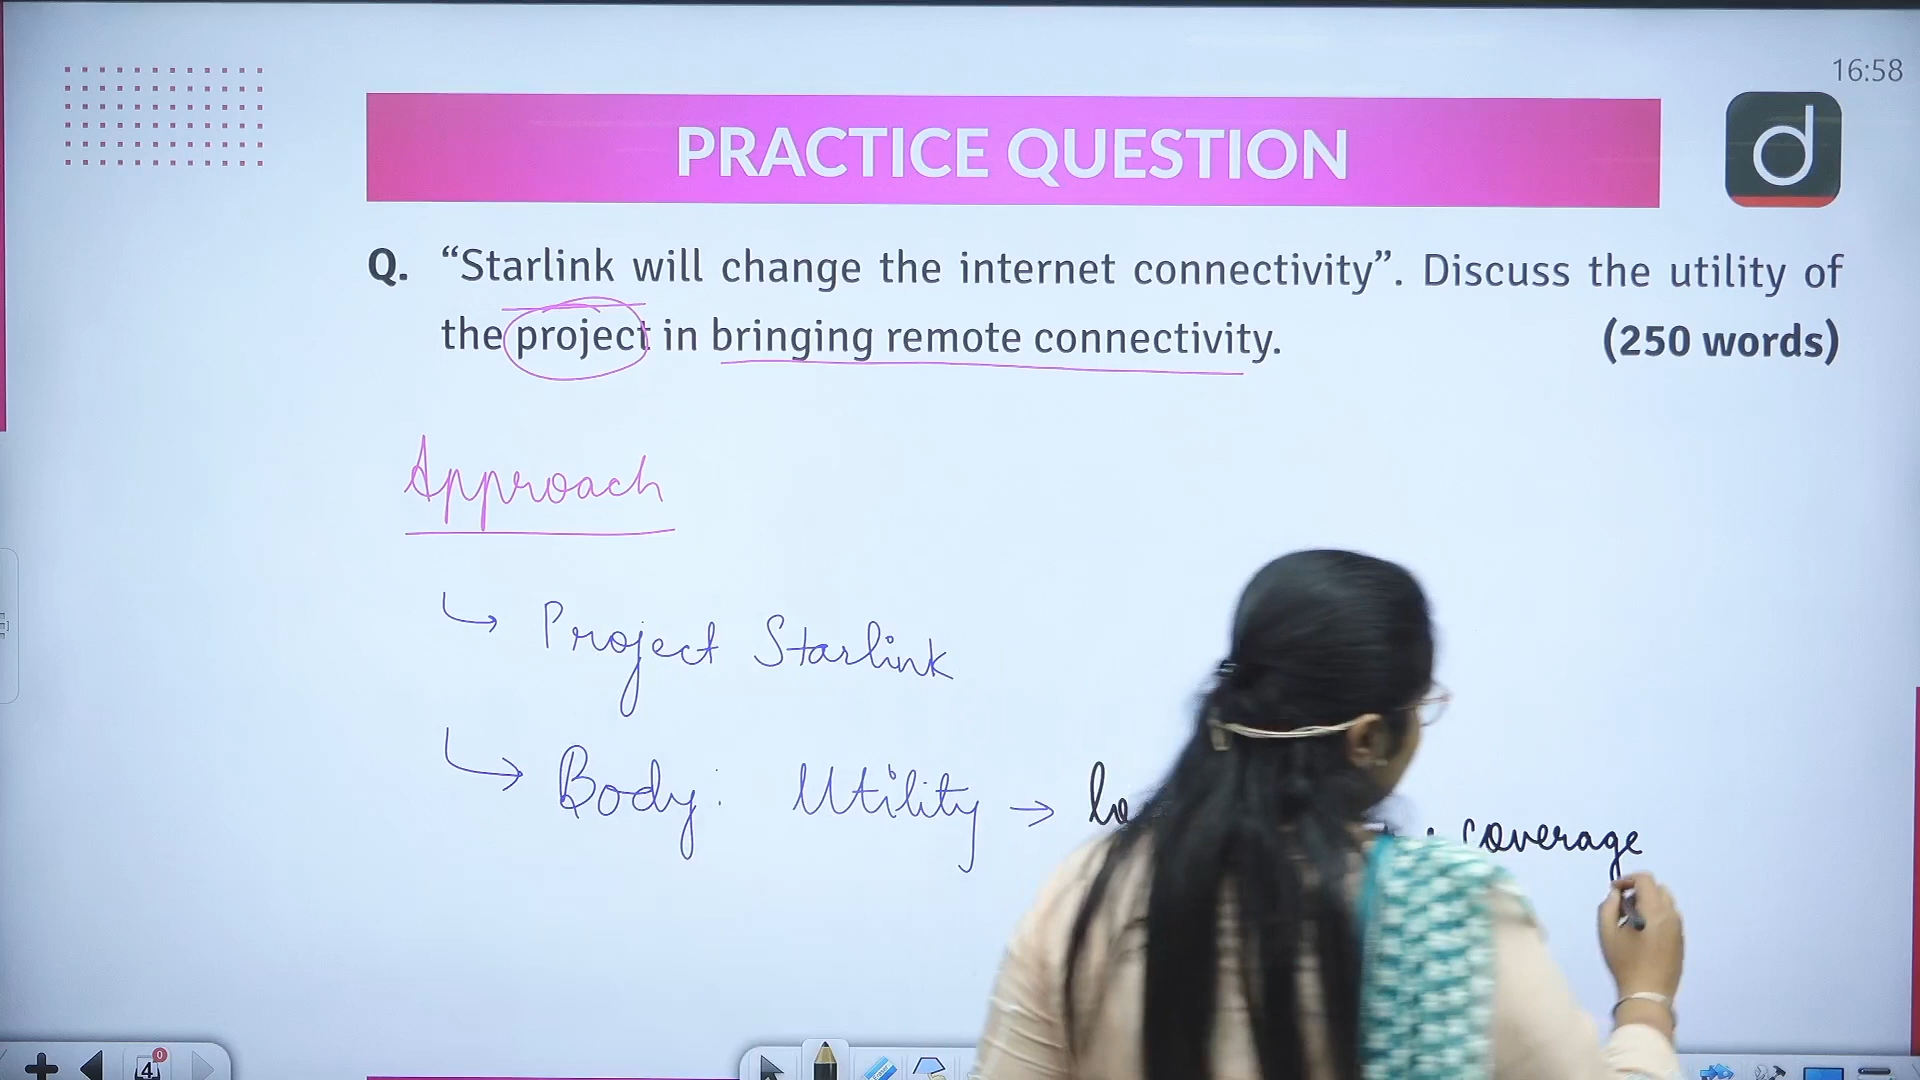 16:58
PRACTICE QUESTION
d
Q. “Starlink will change the internet connectivity”. Discuss the utility of
the project in bringing remote connectivity. (250 words)
Approach
↳ Project Starlink
↳ Body: Utility →
coverage
4
0